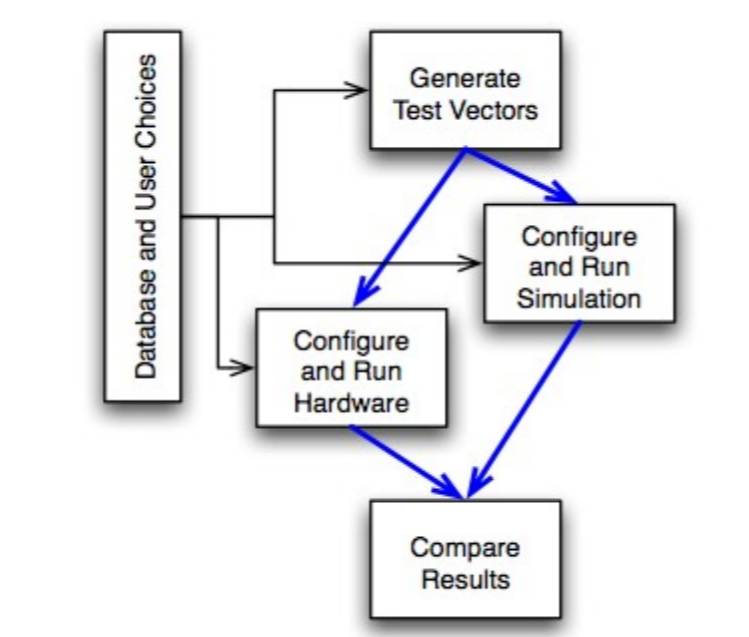 Database and User Choices
Generate
Test Vectors
Configure
and Run
Simulation
Configure
and Run
Hardware
Compare
Results